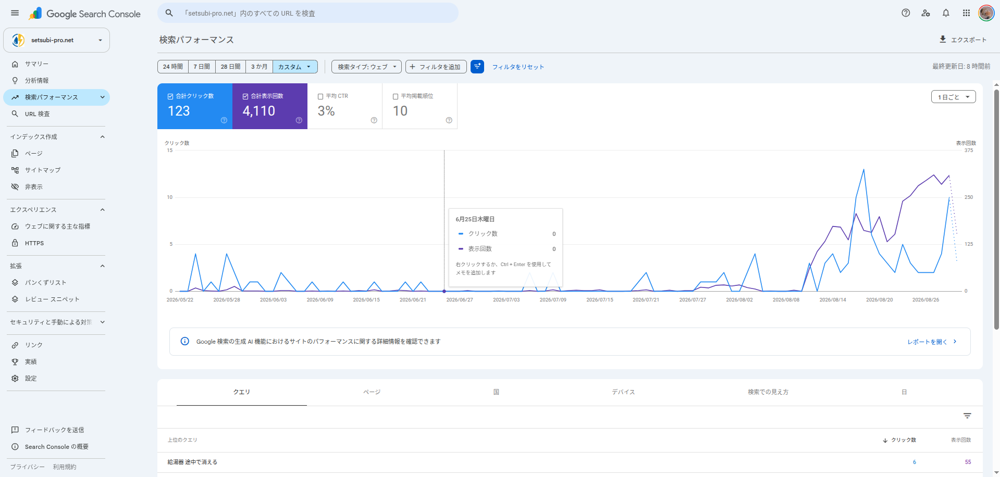 Google Search Console
「setsubi-pro.net」内のすべての URL を検査
setsubi-pro.net
サマリー
分析情報
検索パフォーマンス
URL 検査
インデックス作成
ページ
サイトマップ
非表示
エクスペリエンス
ウェブに関する主な指標
HTTPS
拡張
パンくずリスト
レビュー スニペット
セキュリティと手動による対策
リンク
実績
設定
フィードバックを送信
Search Console の概要
プライバシー 利用規約
検索パフォーマンス
エクスポート
24 時間 7 日間 28 日間 3 か月 カスタム 検索タイプ: ウェブ フィルタを追加 フィルタをリセット 最終更新日: 8 時間前
合計クリック数 合計表示回数 平均 CTR 平均掲載順位 1 日ごと
123 4,110 3% 10
クリック数 表示回数
15 375
10 250
5 125
0 0
6月25日木曜日
クリック数 0
表示回数 0
右クリックするか、Ctrl + Enter を使用して
メモを追加します
2026/05/22 2026/05/28 2026/06/03 2026/06/09 2026/06/15 2026/06/21 2026/06/27 2026/07/03 2026/07/09 2026/07/15 2026/07/21 2026/07/27 2026/08/02 2026/08/08 2026/08/14 2026/08/20 2026/08/26
Google 検索の生成 AI 機能におけるサイトのパフォーマンスに関する詳細情報を確認できます レポートを開く
クエリ ページ 国 デバイス 検索での見え方 日
上位のクエリ クリック数 表示回数
給湯器 途中で消える 6 55